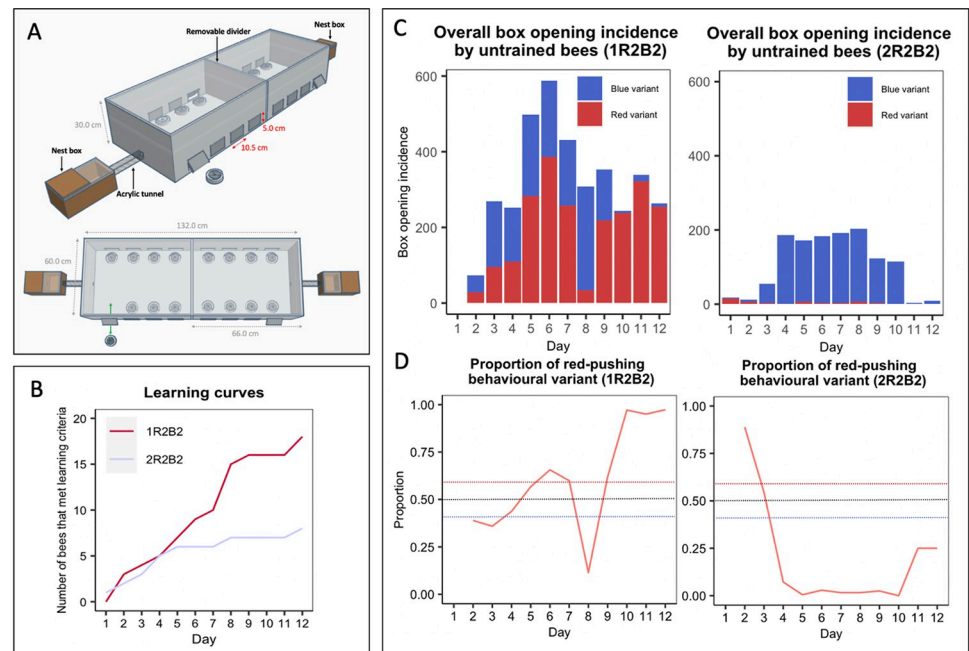 A
Removable divider
Nest box
30.0 cm
5.0 cm
Nest box
10.5 cm
Acrylic tunnel
132.0 cm
60.0 cm
66.0 cm
B
Learning curves
Number of bees that met learning criteria
20
15
10
5
0
1R2B2
2R2B2
1 2 3 4 5 6 7 8 9 10 11 12
Day
C
Overall box opening incidence
by untrained bees (1R2B2)
Box opening incidence
600
400
200
0
Blue variant
Red variant
1 2 3 4 5 6 7 8 9 10 11 12
Day
Overall box opening incidence
by untrained bees (2R2B2)
600
400
200
0
Blue variant
Red variant
1 2 3 4 5 6 7 8 9 10 11 12
Day
D
Proportion of red-pushing
behavioural variant (1R2B2)
Proportion
1.00
0.75
0.50
0.25
0.00
1 2 3 4 5 6 7 8 9 10 11 12
Day
Proportion of red-pushing
behavioural variant (2R2B2)
1.00
0.75
0.50
0.25
0.00
1 2 3 4 5 6 7 8 9 10 11 12
Day